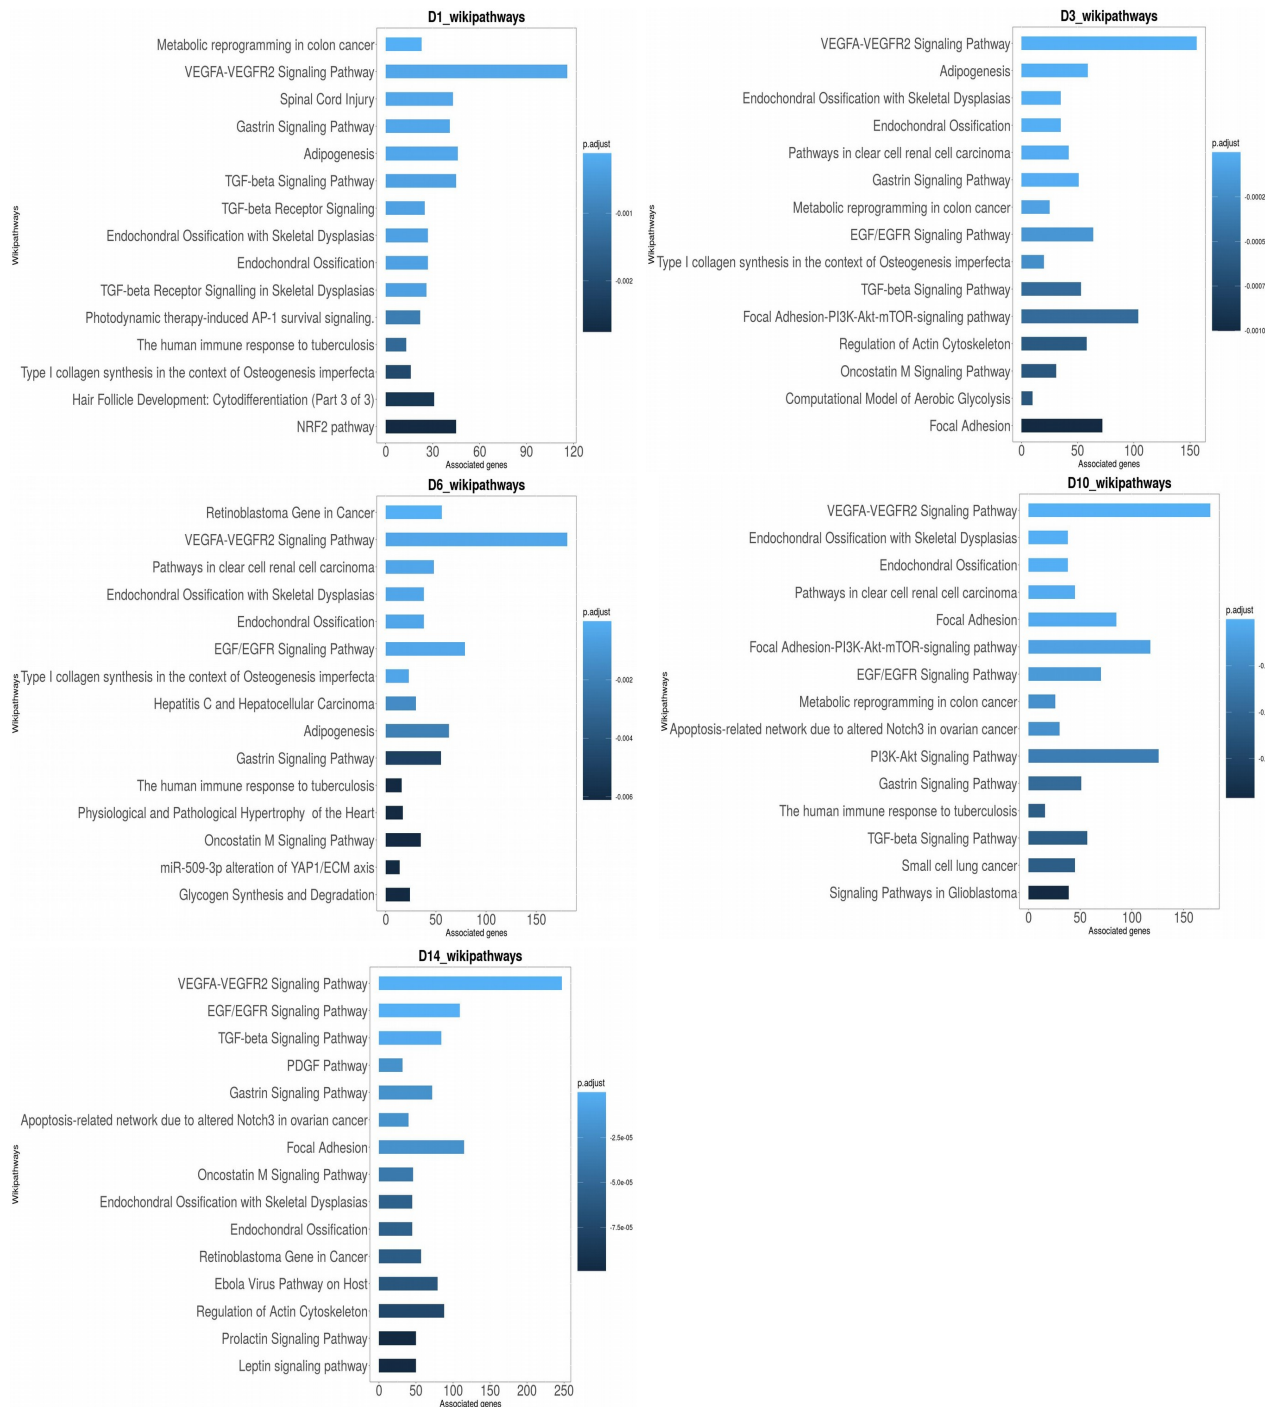 D1_wikipathways
Metabolic reprogramming in colon cancer
VEGFA-VEGFR2 Signaling Pathway
Spinal Cord Injury
Gastrin Signaling Pathway
Adipogenesis
TGF-beta Signaling Pathway
TGF-beta Receptor Signaling
Endochondral Ossification with Skeletal Dysplasias
Endochondral Ossification
TGF-beta Receptor Signalling in Skeletal Dysplasias
Photodynamic therapy-induced AP-1 survival signaling.
The human immune response to tuberculosis
Type I collagen synthesis in the context of Osteogenesis imperfecta
Hair Follicle Development: Cytodifferentiation (Part 3 of 3)
NRF2 pathway
Wikipathways
0 30 60 90 120
Associated genes
p.adjust
-0.001
-0.002
D3_wikipathways
VEGFA-VEGFR2 Signaling Pathway
Adipogenesis
Endochondral Ossification with Skeletal Dysplasias
Endochondral Ossification
Pathways in clear cell renal cell carcinoma
Gastrin Signaling Pathway
Metabolic reprogramming in colon cancer
EGF/EGFR Signaling Pathway
Type I collagen synthesis in the context of Osteogenesis imperfecta
TGF-beta Signaling Pathway
Focal Adhesion-PI3K-Akt-mTOR-signaling pathway
Regulation of Actin Cytoskeleton
Oncostatin M Signaling Pathway
Computational Model of Aerobic Glycolysis
Focal Adhesion
Wikipathways
0 50 100 150
Associated genes
p.adjust
-0.0002
-0.0005
-0.0007
-0.0010
D6_wikipathways
Retinoblastoma Gene in Cancer
VEGFA-VEGFR2 Signaling Pathway
Pathways in clear cell renal cell carcinoma
Endochondral Ossification with Skeletal Dysplasias
Endochondral Ossification
EGF/EGFR Signaling Pathway
Type I collagen synthesis in the context of Osteogenesis imperfecta
Hepatitis C and Hepatocellular Carcinoma
Adipogenesis
Gastrin Signaling Pathway
The human immune response to tuberculosis
Physiological and Pathological Hypertrophy of the Heart
Oncostatin M Signaling Pathway
miR-509-3p alteration of YAP1/ECM axis
Glycogen Synthesis and Degradation
Wikipathways
0 50 100 150
Associated genes
p.adjust
-0.002
-0.004
-0.006
D10_wikipathways
VEGFA-VEGFR2 Signaling Pathway
Endochondral Ossification with Skeletal Dysplasias
Endochondral Ossification
Pathways in clear cell renal cell carcinoma
Focal Adhesion
Focal Adhesion-PI3K-Akt-mTOR-signaling pathway
EGF/EGFR Signaling Pathway
Metabolic reprogramming in colon cancer
Apoptosis-related network due to altered Notch3 in ovarian cancer
PI3K-Akt Signaling Pathway
Gastrin Signaling Pathway
The human immune response to tuberculosis
TGF-beta Signaling Pathway
Small cell lung cancer
Signaling Pathways in Glioblastoma
Wikipathways
0 50 100 150
Associated genes
p.adjust
-0.
-0.
-0.
D14_wikipathways
VEGFA-VEGFR2 Signaling Pathway
EGF/EGFR Signaling Pathway
TGF-beta Signaling Pathway
PDGF Pathway
Gastrin Signaling Pathway
Apoptosis-related network due to altered Notch3 in ovarian cancer
Focal Adhesion
Oncostatin M Signaling Pathway
Endochondral Ossification with Skeletal Dysplasias
Endochondral Ossification
Retinoblastoma Gene in Cancer
Ebola Virus Pathway on Host
Regulation of Actin Cytoskeleton
Prolactin Signaling Pathway
Leptin signaling pathway
Wikipathways
0 50 100 150 200 250
Associated genes
p.adjust
-2.5e-05
-5.0e-05
-7.5e-05